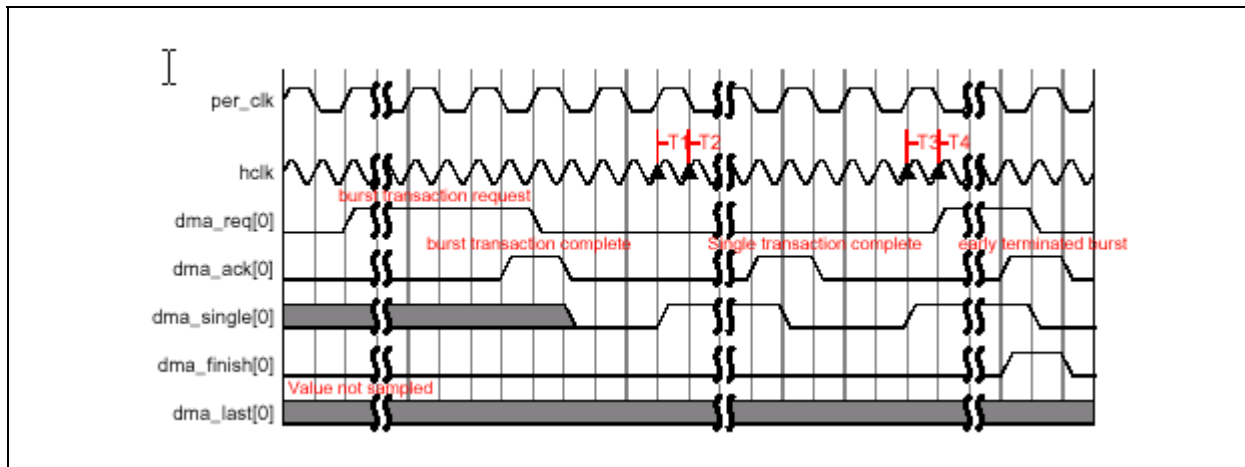 per_clk
T1 T2 T3 T4
hclk
burst transaction request
dma_req[0]
burst transaction complete Single transaction complete early terminated burst
dma_ack[0]
dma_single[0]
dma_finish[0]
Value not sampled
dma_last[0]